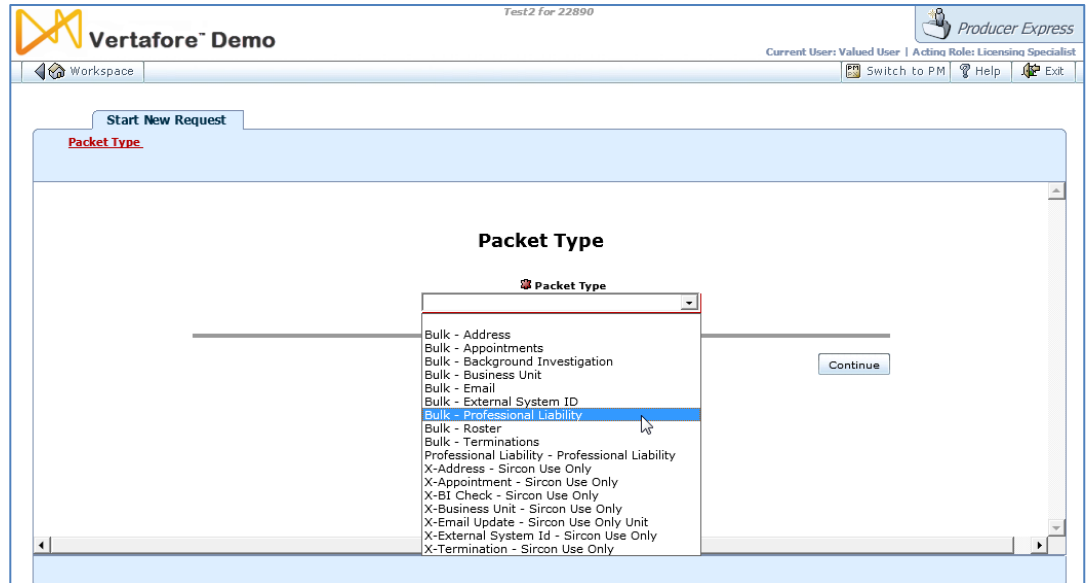 Test2 for 22890
Vertafore™ Demo
Producer Express
Current User: Valued User | Acting Role: Licensing Specialist
Workspace
Switch to PM
Help
Exit
Start New Request
Packet Type
Packet Type
Packet Type
Bulk - Address
Bulk - Appointments
Bulk - Background Investigation
Bulk - Business Unit
Bulk - Email
Bulk - External System ID
Bulk - Professional Liability
Bulk - Roster
Bulk - Terminations
Professional Liability - Professional Liability
X-Address - Sircon Use Only
X-Appointment - Sircon Use Only
X-BI Check - Sircon Use Only
X-Business Unit - Sircon Use Only
X-Email Update - Sircon Use Only Unit
X-External System Id - Sircon Use Only
X-Termination - Sircon Use Only
Continue